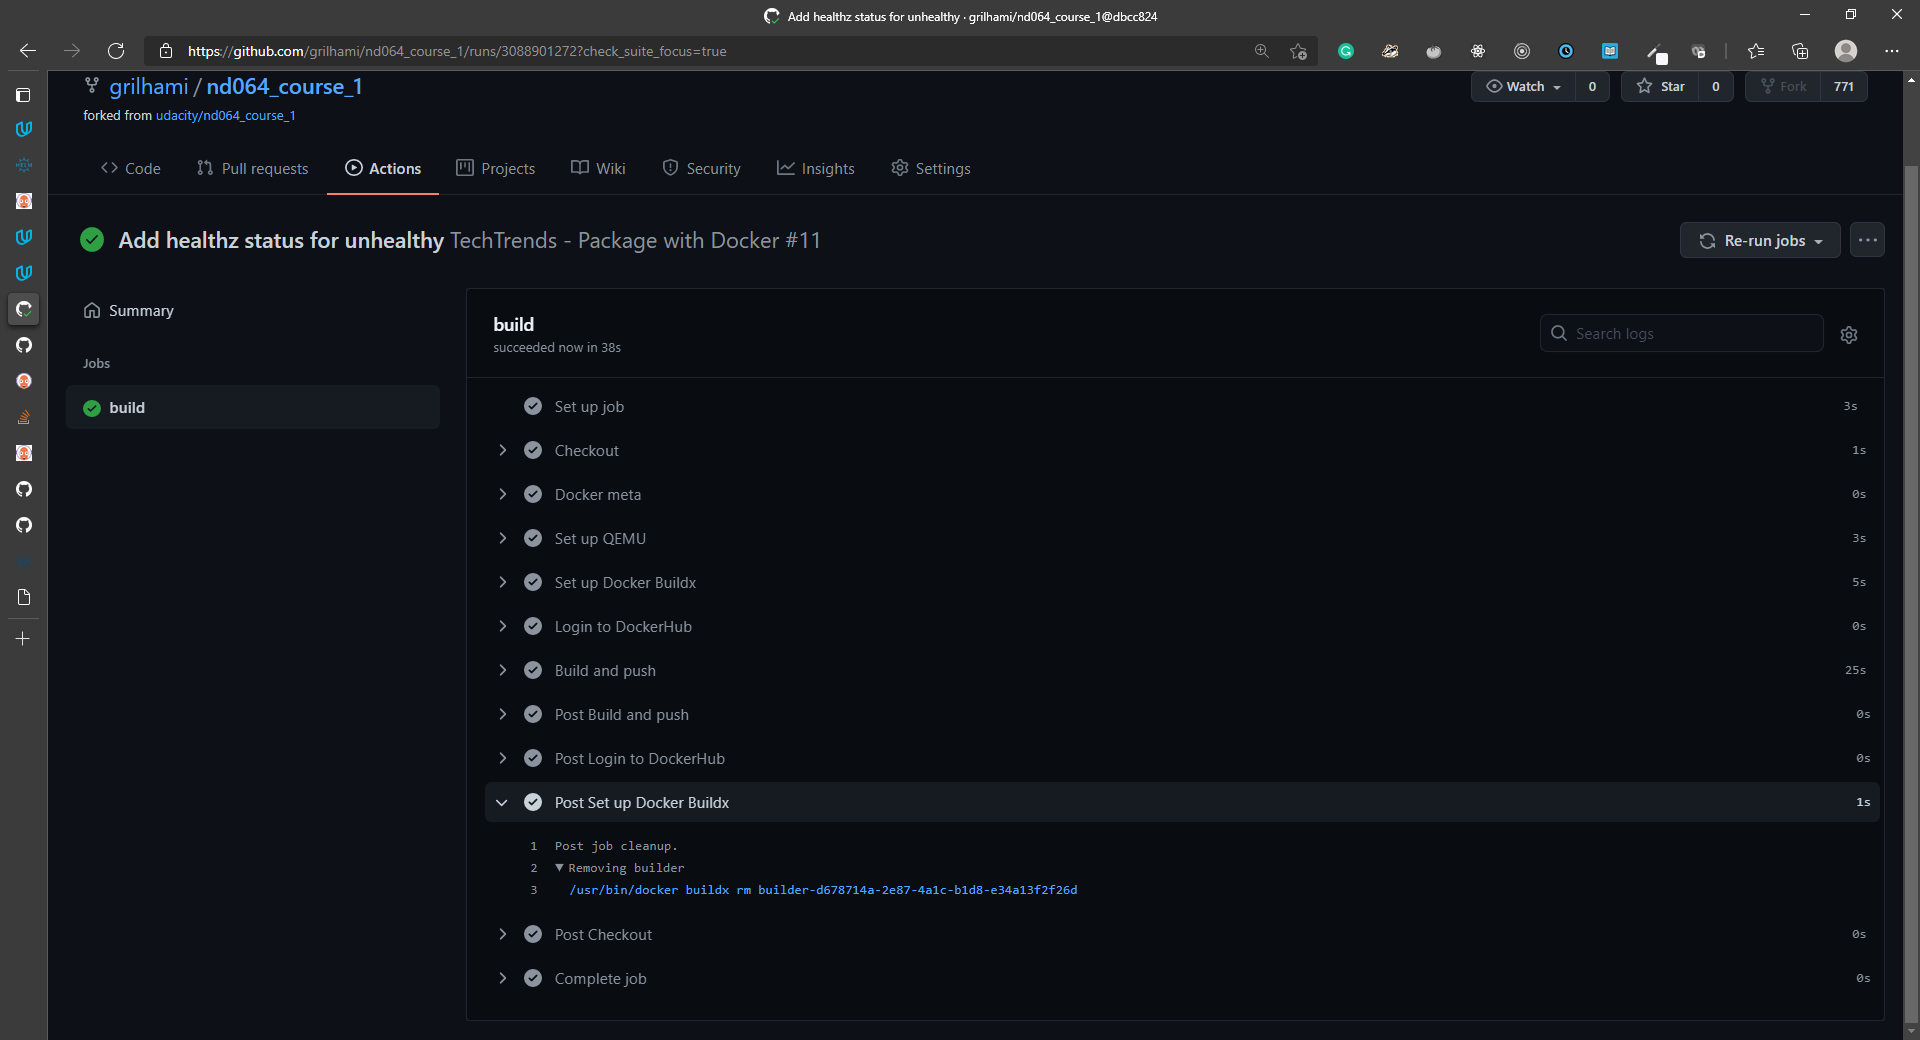 Add healthz status for unhealthy · grilhami/nd064_course_1@dbcc824
https://github.com/grilhami/nd064_course_1/runs/3088901272?check_suite_focus=true
grilhami / nd064_course_1
Watch 0 Star 0 Fork 771
forked from udacity/nd064_course_1
Code Pull requests Actions Projects Wiki Security Insights Settings
Add healthz status for unhealthy TechTrends - Package with Docker #11
Re-run jobs
Summary
Jobs
build
build
succeeded now in 38s
Search logs
Set up job 3s
Checkout 1s
Docker meta 0s
Set up QEMU 3s
Set up Docker Buildx 5s
Login to DockerHub 0s
Build and push 25s
Post Build and push 0s
Post Login to DockerHub 0s
Post Set up Docker Buildx 1s
1 Post job cleanup.
2 Removing builder
3 /usr/bin/docker buildx rm builder-d678714a-2e87-4a1c-b1d8-e34a13f2f26d
Post Checkout 0s
Complete job 0s